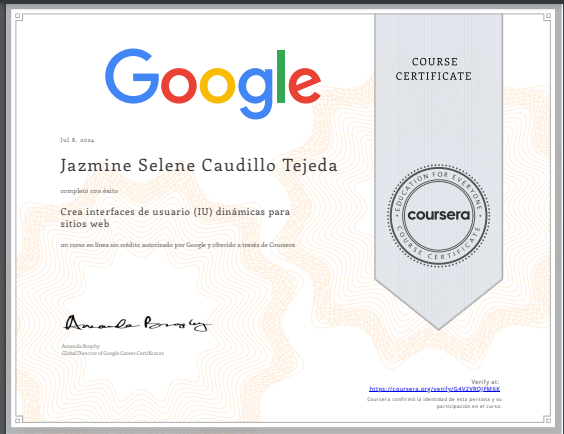 Google
COURSE
CERTIFICATE
Jul 8, 2024
Jazmine Selene Caudillo Tejeda
completó con éxito
Crea interfaces de usuario (IU) dinámicas para
sitios web
un curso en línea sin crédito autorizado por Google y ofrecido a través de Coursera
EDUCATION FOR EVERYONE
coursera
COURSE CERTIFICATE
Amanda Brophy
Amanda Brophy
Global Director of Google Career Certificates
Verify at:
https://coursera.org/verify/
Coursera confirmó la identidad de esta persona y su
participación en el curso.